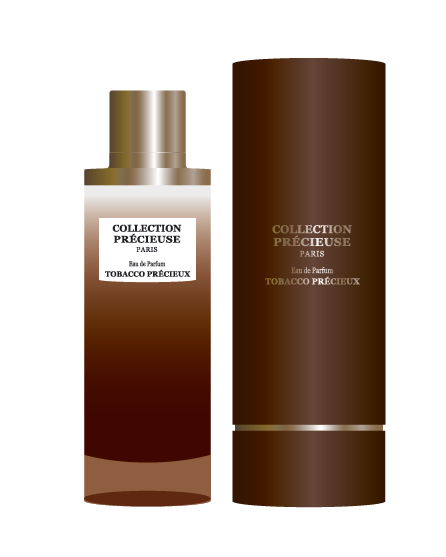 COLLECTION
PRÉCIEUSE
PARIS
Eau de Parfum
TOBACCO PRÉCIEUX
COLLECTION
PRÉCIEUSE
PARIS
Eau de Parfum
TOBACCO PRÉCIEUX